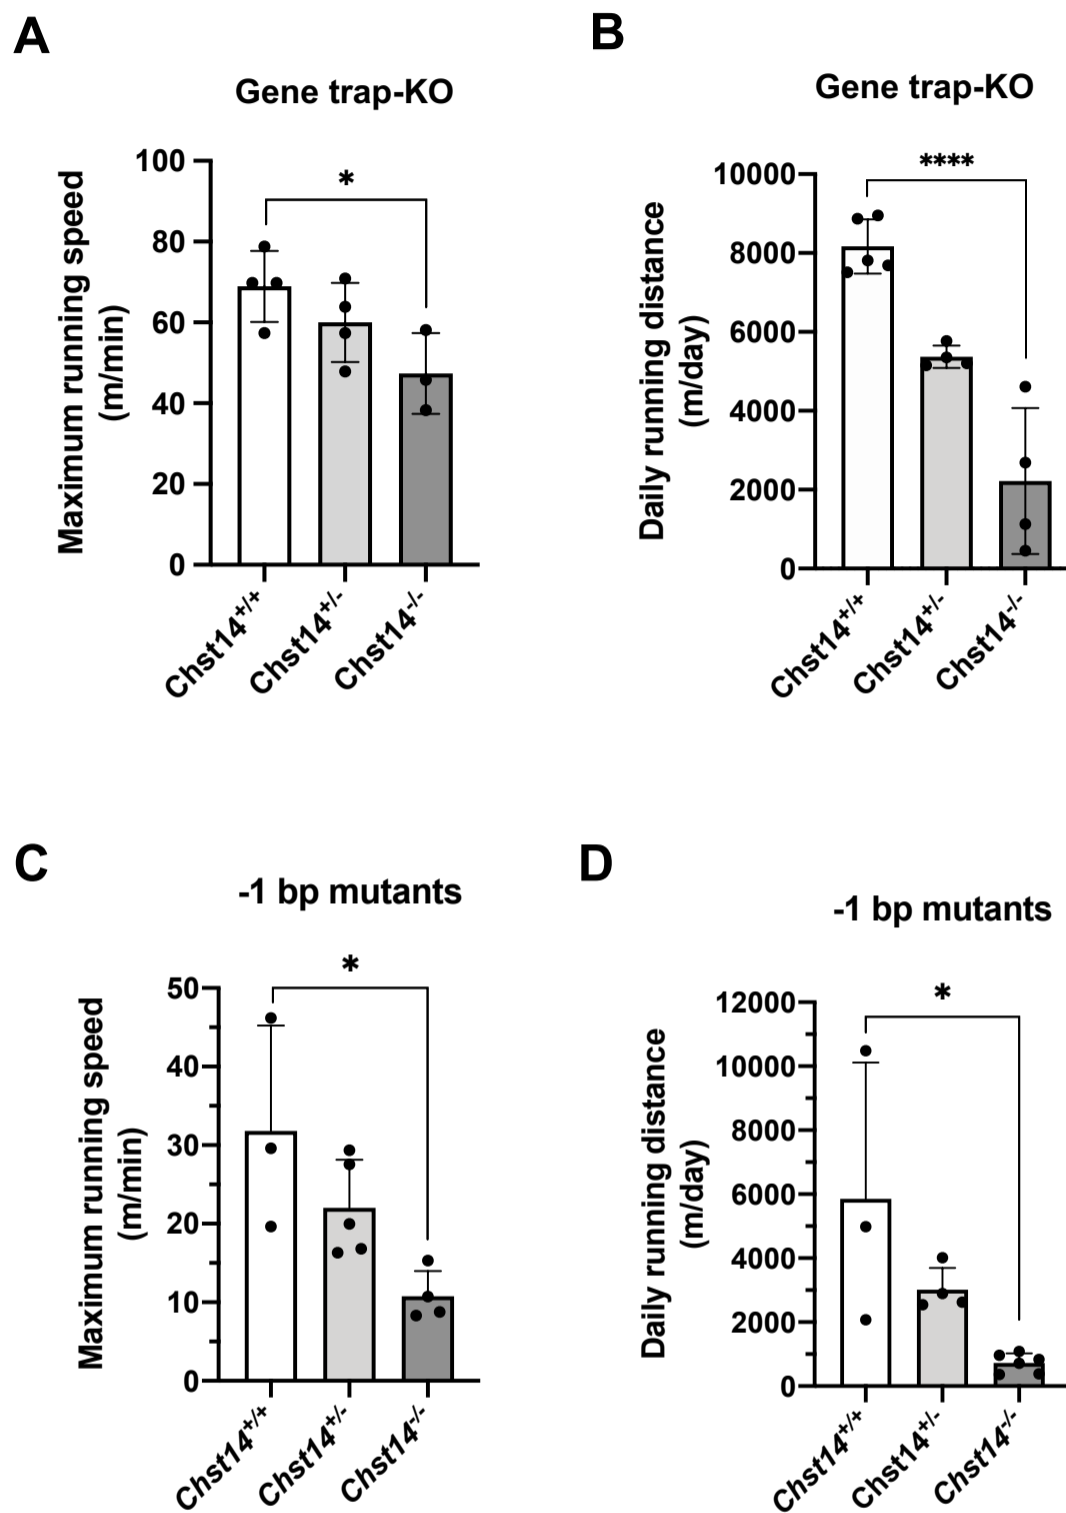 A
Gene trap-KO
Maximum running speed
(m/min)
100
80
60
40
20
0
*
Chst14+/+
Chst14+/-
Chst14-/-
B
Gene trap-KO
Daily running distance
(m/day)
10000
8000
6000
4000
2000
0
****
Chst14+/+
Chst14+/-
Chst14-/-
C
-1 bp mutants
Maximum running speed
(m/min)
50
40
30
20
10
0
*
Chst14+/+
Chst14+/-
Chst14-/-
D
-1 bp mutants
Daily running distance
(m/day)
12000
10000
8000
6000
4000
2000
0
*
Chst14+/+
Chst14+/-
Chst14-/-